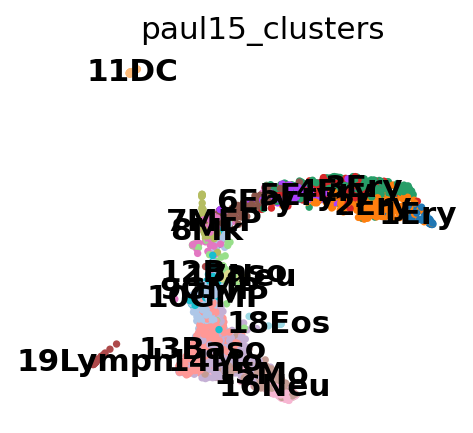 paul15_clusters
11DC
3Ery
4Ery
5Ery
6Ery
2Ery
1Ery
7MEP
8Mk
12Baso
17Neu
9GMP
10GMP
18Eos
13Baso
14Mo
19Lymph
15Mo
16Neu